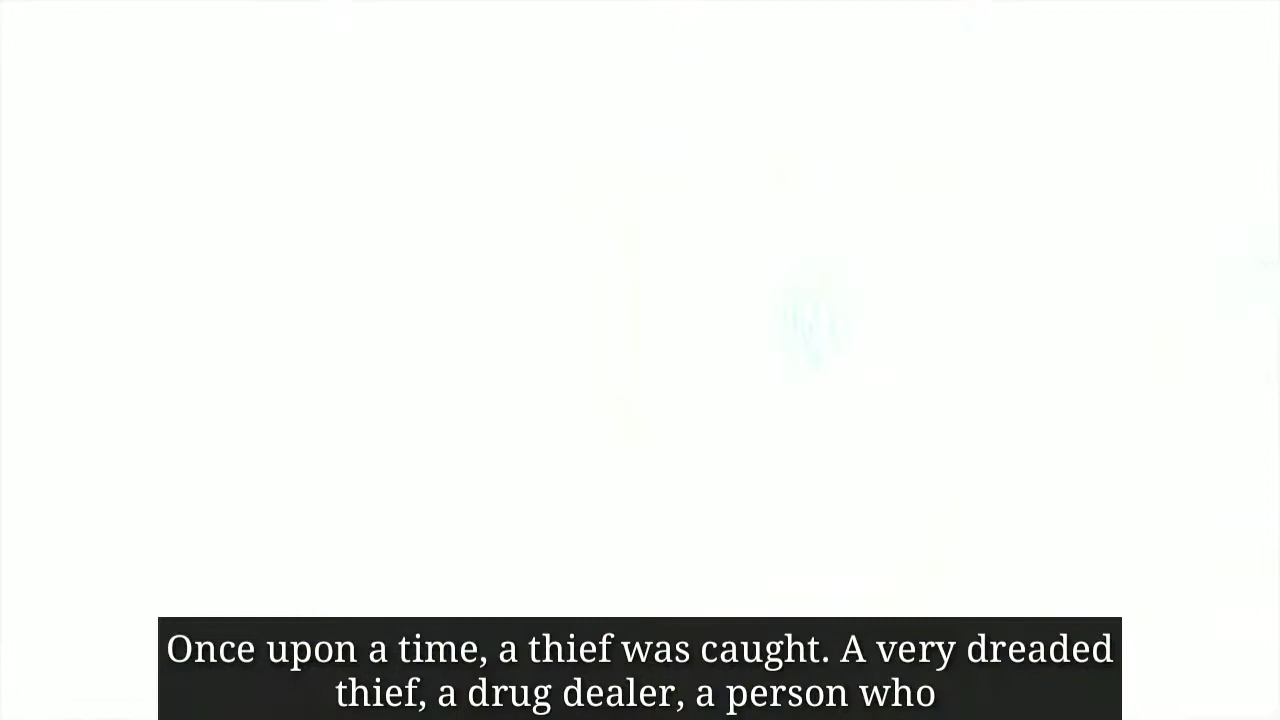 Once upon a time, a thief was caught. A very dreaded
thief, a drug dealer, a person who